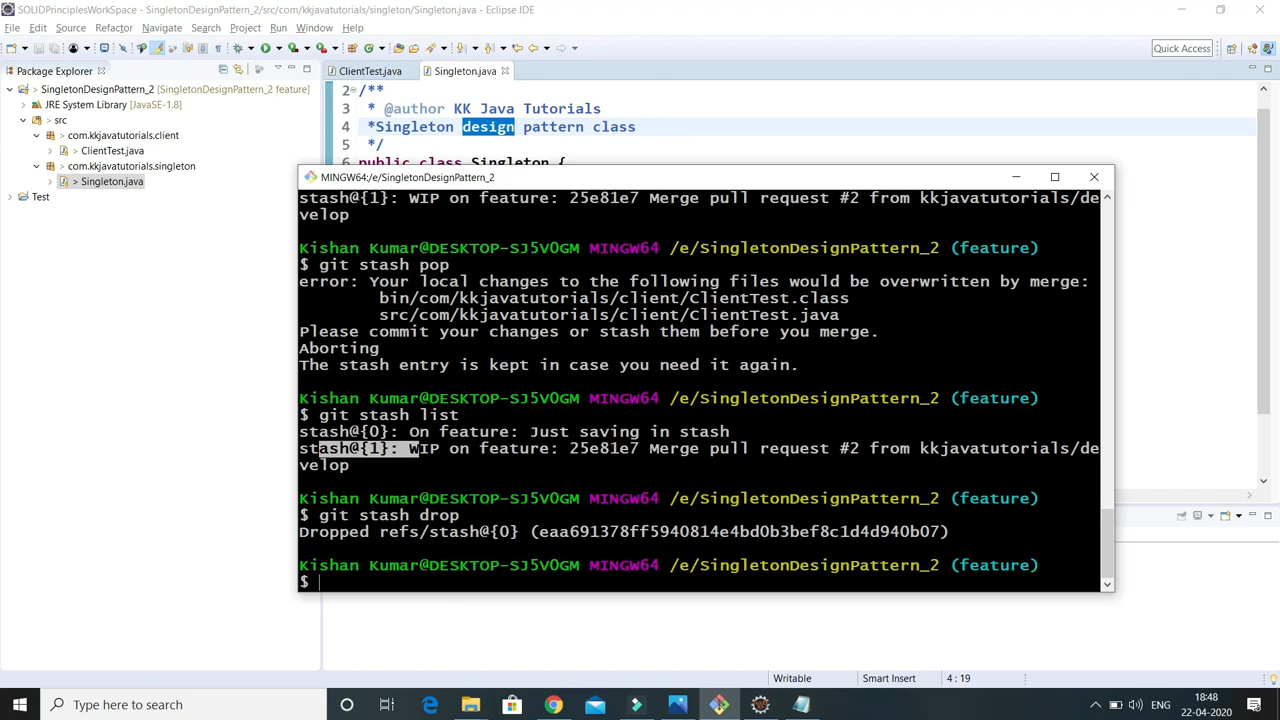 SOLIDPrinciplesWorkSpace - SingletonDesignPattern_2/src/com/kkjavatutorials/singleton/Singleton.java - Eclipse IDE
File Edit Source Refactor Navigate Search Project Run Window Help
Quick Access
Package Explorer
SingletonDesignPattern_2 [SingletonDesignPattern_2 feature]
JRE System Library [JavaSE-1.8]
src
> com.kkjavatutorials.client
> ClientTest.java
> com.kkjavatutorials.singleton
> Singleton.java
Test
ClientTest.java
Singleton.java
2 /**
3 * @author KK Java Tutorials
4 *Singleton design pattern class
5 */
6 public class Singleton {
MINGW64:/e/SingletonDesignPattern_2
stash@{1}: WIP on feature: 25e81e7 Merge pull request #2 from kkjavatutorials/de
velop
Kishan Kumar@DESKTOP-SJ5V0GM MINGW64 /e/SingletonDesignPattern_2 (feature)
$ git stash pop
error: Your local changes to the following files would be overwritten by merge:
bin/com/kkjavatutorials/client/ClientTest.class
src/com/kkjavatutorials/client/ClientTest.java
Please commit your changes or stash them before you merge.
Aborting
The stash entry is kept in case you need it again.
Kishan Kumar@DESKTOP-SJ5V0GM MINGW64 /e/SingletonDesignPattern_2 (feature)
$ git stash list
stash@{0}: On feature: Just saving in stash
stash@{1}: WIP on feature: 25e81e7 Merge pull request #2 from kkjavatutorials/de
velop
Kishan Kumar@DESKTOP-SJ5V0GM MINGW64 /e/SingletonDesignPattern_2 (feature)
$ git stash drop
Dropped refs/stash@{0} (eaa691378ff5940814e4bd0b3bef8c1d4d940b07)
Kishan Kumar@DESKTOP-SJ5V0GM MINGW64 /e/SingletonDesignPattern_2 (feature)
$
Writable Smart Insert 4 : 19
Type here to search
ENG
18:48
22-04-2020